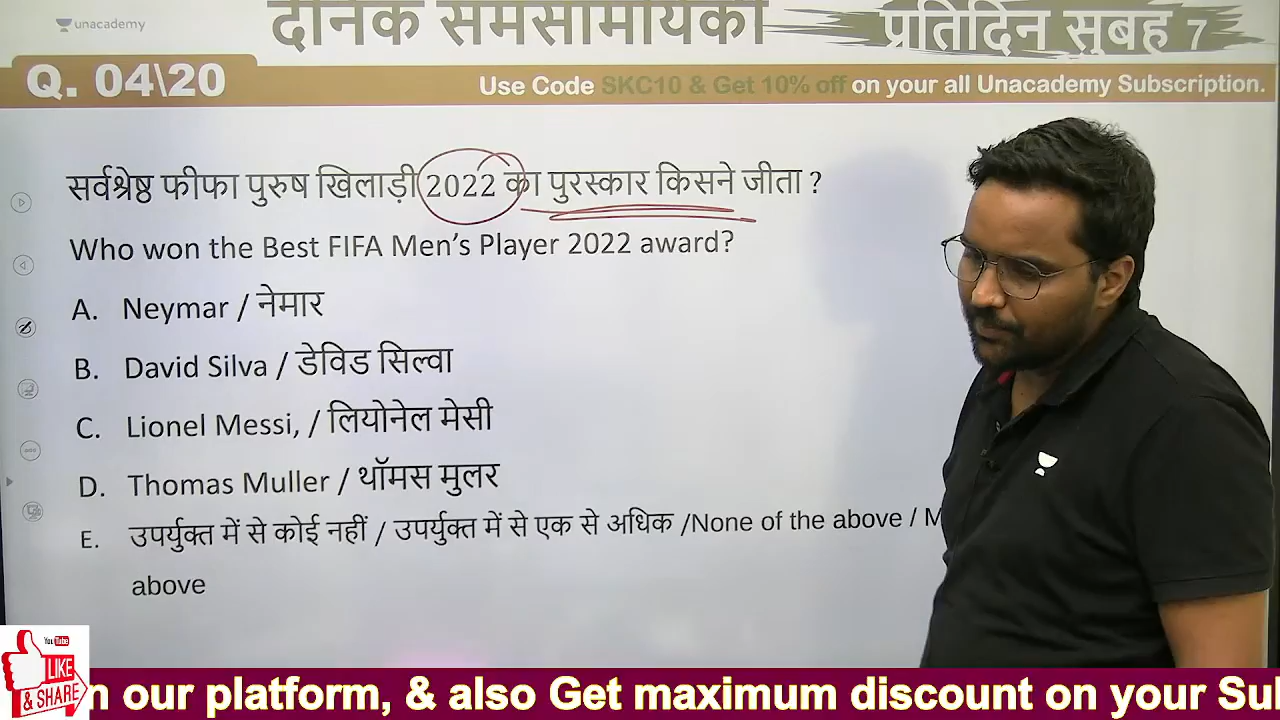 unacademy
दैनिक समसामयिकी
प्रतिदिन सुबह 7
Q. 04\20
Use Code SKC10 & Get 10% off on your all Unacademy Subscription.
सर्वश्रेष्ठ फीफा पुरुष खिलाड़ी 2022 का पुरस्कार किसने जीता ?
Who won the Best FIFA Men's Player 2022 award?
A. Neymar / नेमार
B. David Silva / डेविड सिल्वा
C. Lionel Messi, / लियोनेल मेसी
D. Thomas Muller / थॉमस मुलर
E. उपर्युक्त में से कोई नहीं / उपर्युक्त में से एक से अधिक /None of the above / M
above
YouTube
LIKE
& SHARE
n our platform, & also Get maximum discount on your Sul